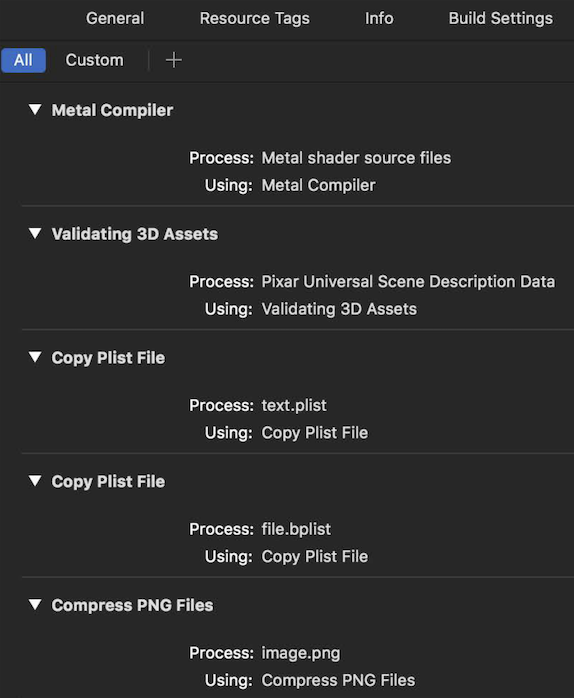 General Resource Tags Info Build Settings
All Custom +
▼ Metal Compiler
Process: Metal shader source files
Using: Metal Compiler
▼ Validating 3D Assets
Process: Pixar Universal Scene Description Data
Using: Validating 3D Assets
▼ Copy Plist File
Process: text.plist
Using: Copy Plist File
▼ Copy Plist File
Process: file.bplist
Using: Copy Plist File
▼ Compress PNG Files
Process: image.png
Using: Compress PNG Files